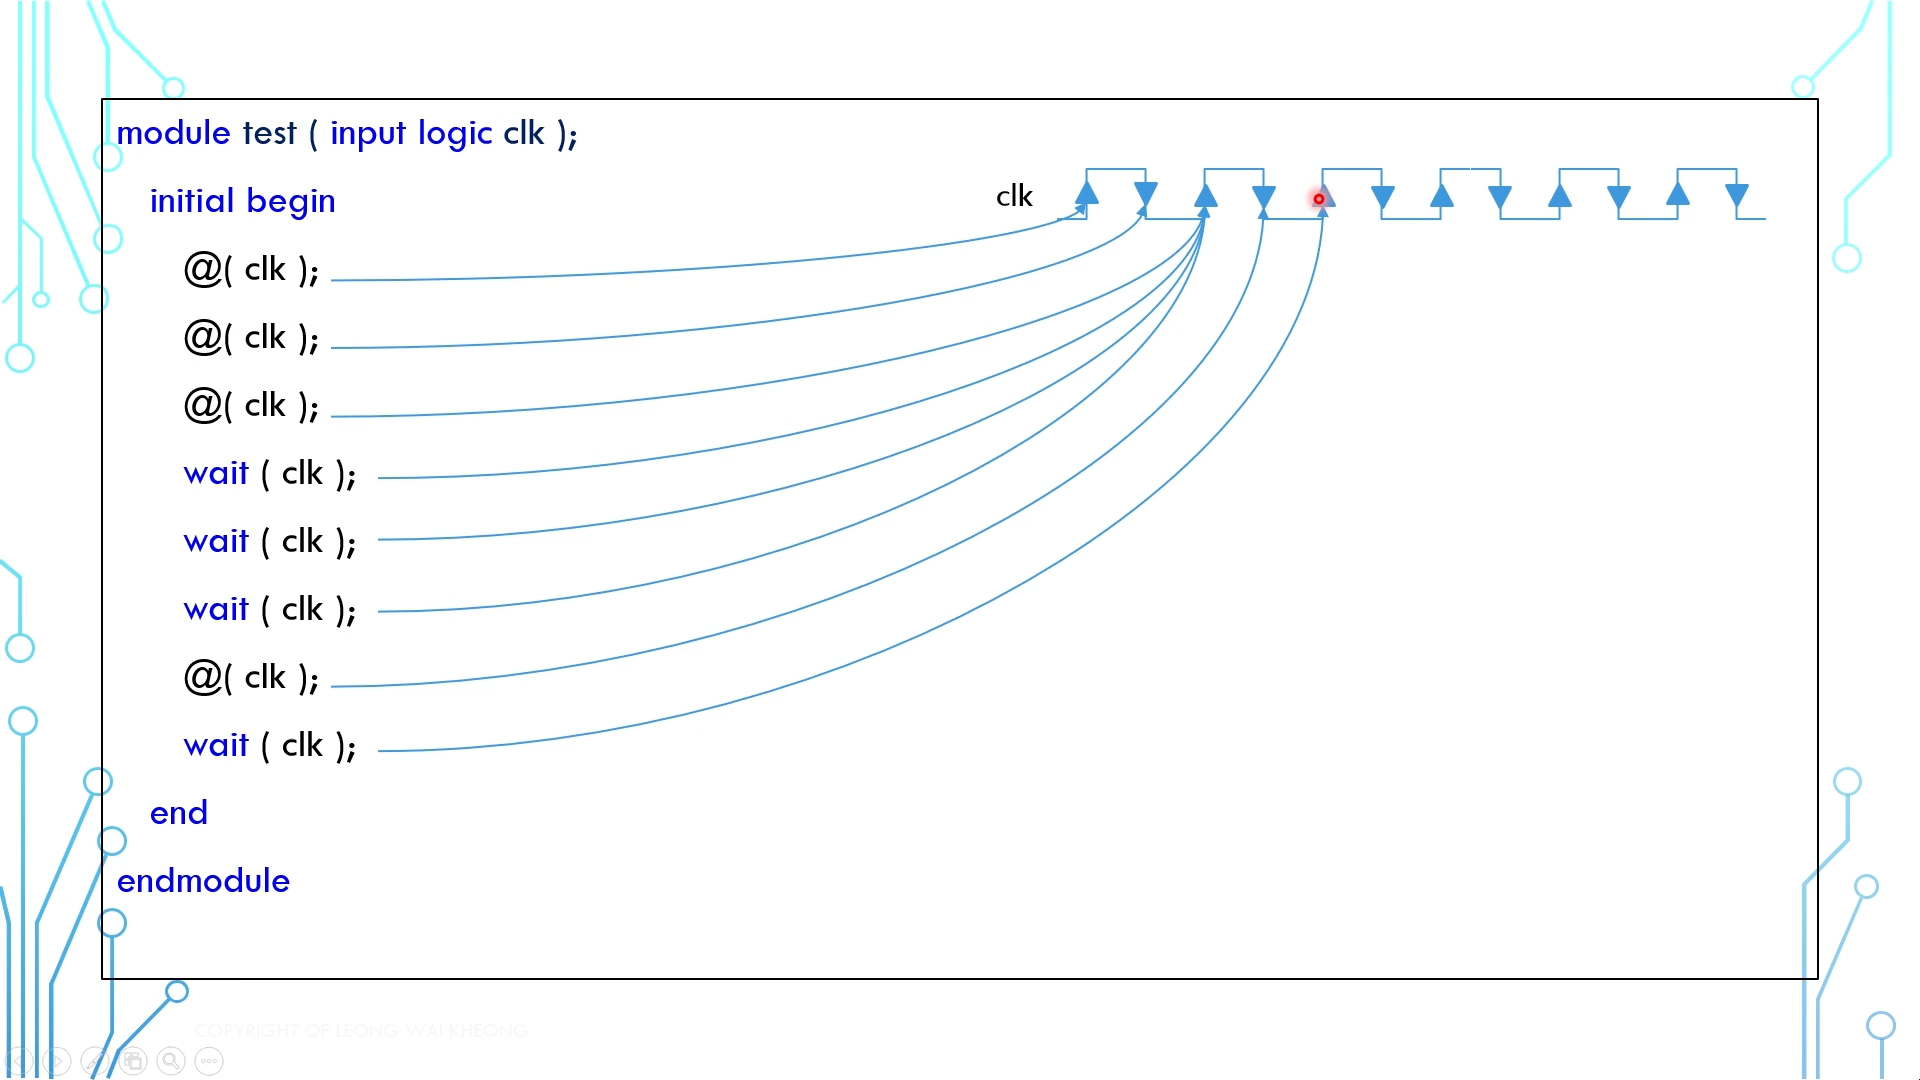 module test ( input logic clk );
clk
initial begin
@( clk );
@( clk );
@( clk );
wait ( clk );
wait ( clk );
wait ( clk );
@( clk );
wait ( clk );
end
endmodule
COPYRIGHT OF LEONG WAI KHEONG